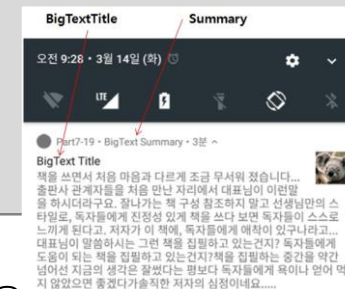 BigTextTitle Summary
오전 9:28 • 3월 14일 (화)
LTE
Part7-19 • BigText Summary • 3분
BigText Title
책을 쓰면서 처음 마음과 다르게 조금 무서워 졌습니다...
출판사 관계자들을 처음 만난 자리에서 대표님이 이런말
을 하시더라구요. 잘나가는 책 구성 참조하지 말고 선생님만의 스
타일로, 독자들에게 진정성 있게 책을 쓰다 보면 독자들이 스스로
느끼게 된다고. 저자가 이 책에, 독자들에게 애착이 있구나라고...
대표님이 말씀하시는 그런 책을 집필하고 있는건지? 독자들에게
도움이 되는 책을 집필하고 있는건지?책을 집필하는 중간을 약간
넘어선 지금의 생각은 잘썼다는 평보다 독자들에게 욕이나 얻어 먹
지 않았으면 좋겠다가솔직한 저자의 심정이네요.....